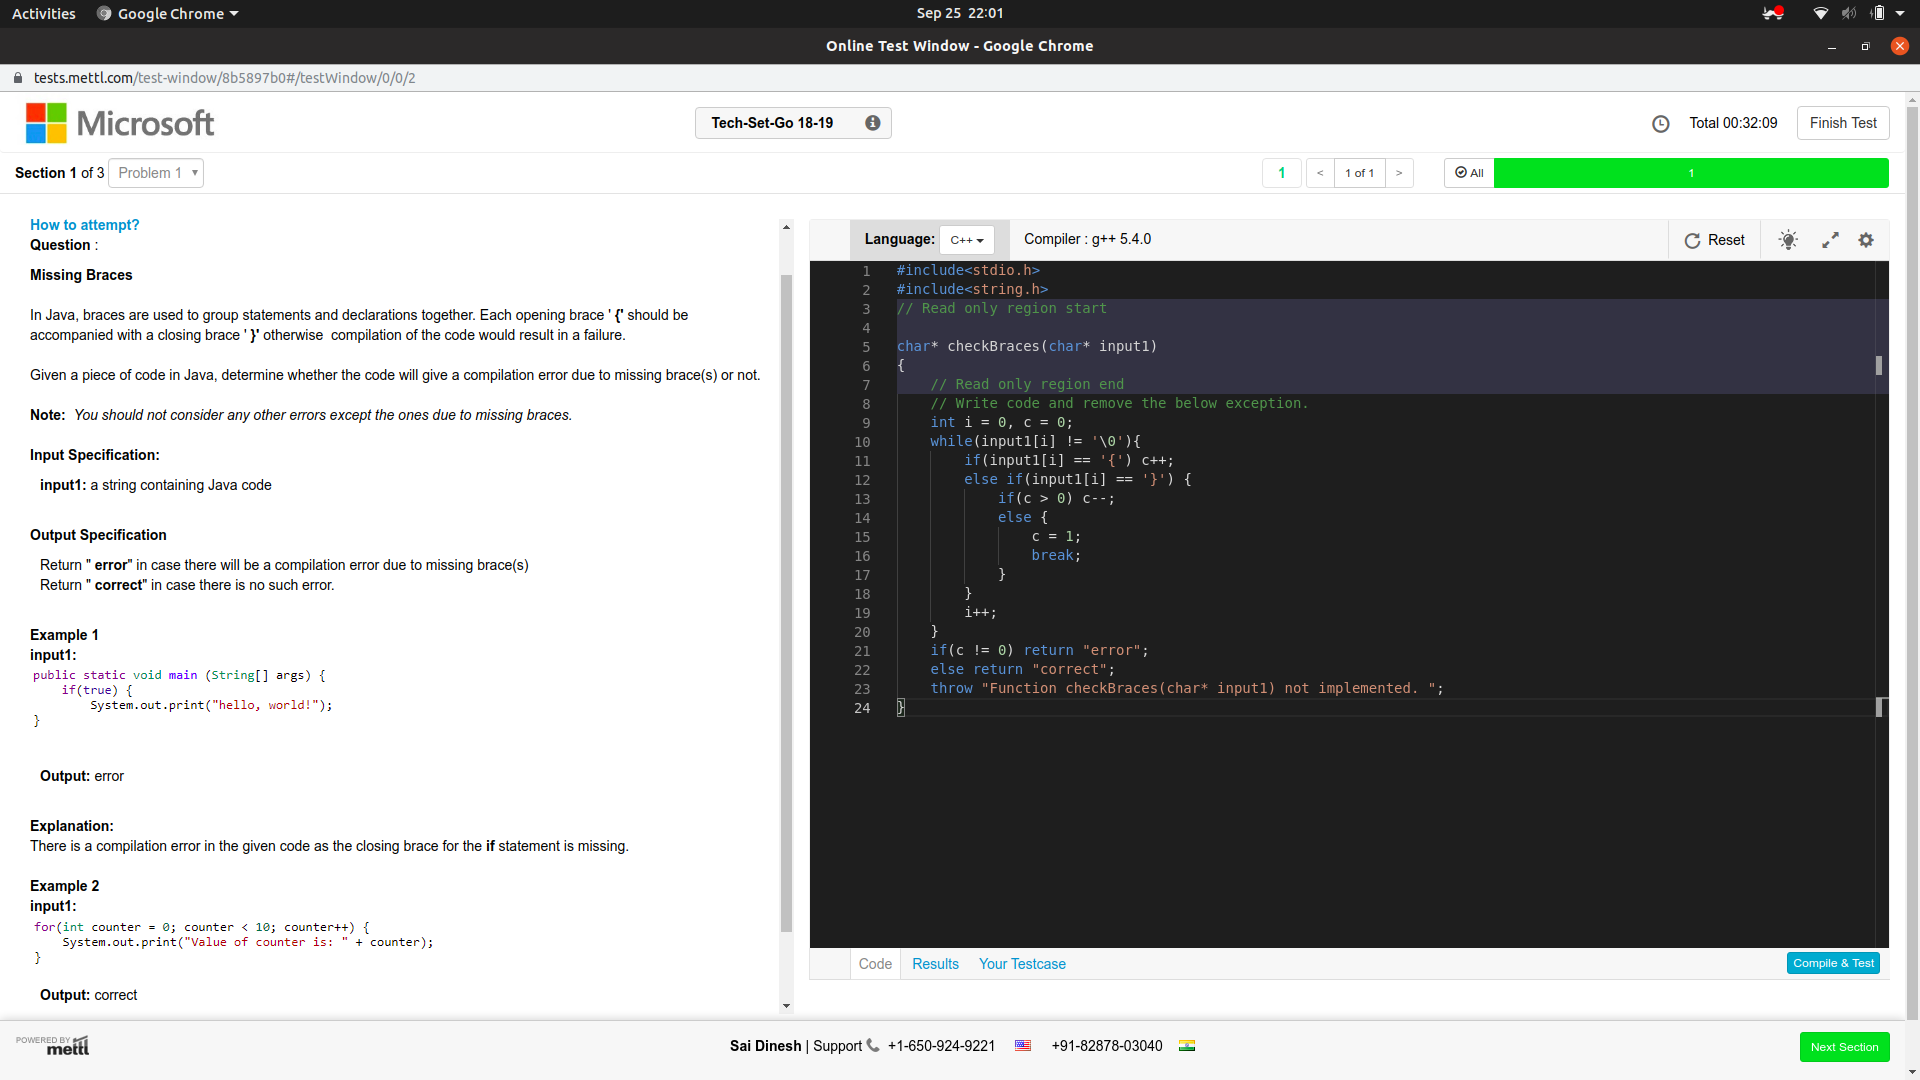 Activities
Google Chrome
Sep 25 22:01
Online Test Window - Google Chrome
tests.mettl.com/test-window/8b5897b0#/testWindow/0/0/2
Microsoft
Tech-Set-Go 18-19
Total 00:32:09
Finish Test
Section 1 of 3
Problem 1
1
<
1 of 1
>
All
1
How to attempt?
Question :
Missing Braces
In Java, braces are used to group statements and declarations together. Each opening brace ' {' should be
accompanied with a closing brace ' }' otherwise compilation of the code would result in a failure.
Given a piece of code in Java, determine whether the code will give a compilation error due to missing brace(s) or not.
Note: You should not consider any other errors except the ones due to missing braces.
Input Specification:
input1: a string containing Java code
Output Specification
Return " error" in case there will be a compilation error due to missing brace(s)
Return " correct" in case there is no such error.
Example 1
input1:
public static void main (String[] args) {
if(true) {
System.out.print("hello, world!");
}
Output: error
Explanation:
There is a compilation error in the given code as the closing brace for the if statement is missing.
Example 2
input1:
for(int counter = 0; counter < 10; counter++) {
System.out.print("Value of counter is: " + counter);
}
Output: correct
Language: C++
Compiler : g++ 5.4.0
Reset
1 #include<stdio.h>
2 #include<string.h>
3 // Read only region start
4
5 char* checkBraces(char* input1)
6 {
7 // Read only region end
8 // Write code and remove the below exception.
9 int i = 0, c = 0;
10 while(input1[i] != '\0'){
11 if(input1[i] == '{') c++;
12 else if(input1[i] == '}') {
13 if(c > 0) c--;
14 else {
15 c = 1;
16 break;
17 }
18 }
19 i++;
20 }
21 if(c != 0) return "error";
22 else return "correct";
23 throw "Function checkBraces(char* input1) not implemented. ";
24 }
Code
Results
Your Testcase
Compile & Test
POWERED BY
mettl
Sai Dinesh | Support +1-650-924-9221
+91-82878-03040
Next Section